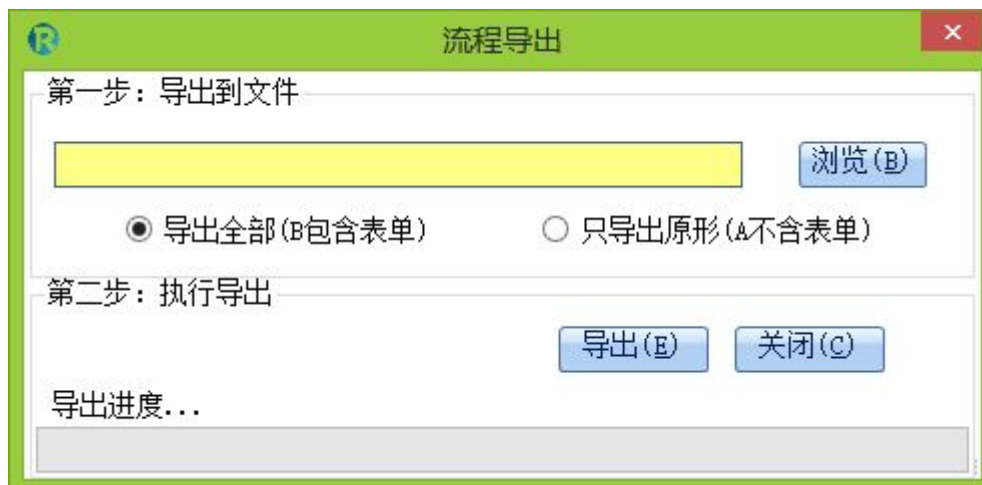 流程导出
第一步：导出到文件
浏览(B)
导出全部(B包含表单) 只导出原形(A不含表单)
第二步：执行导出
导出(E) 关闭(C)
导出进度...